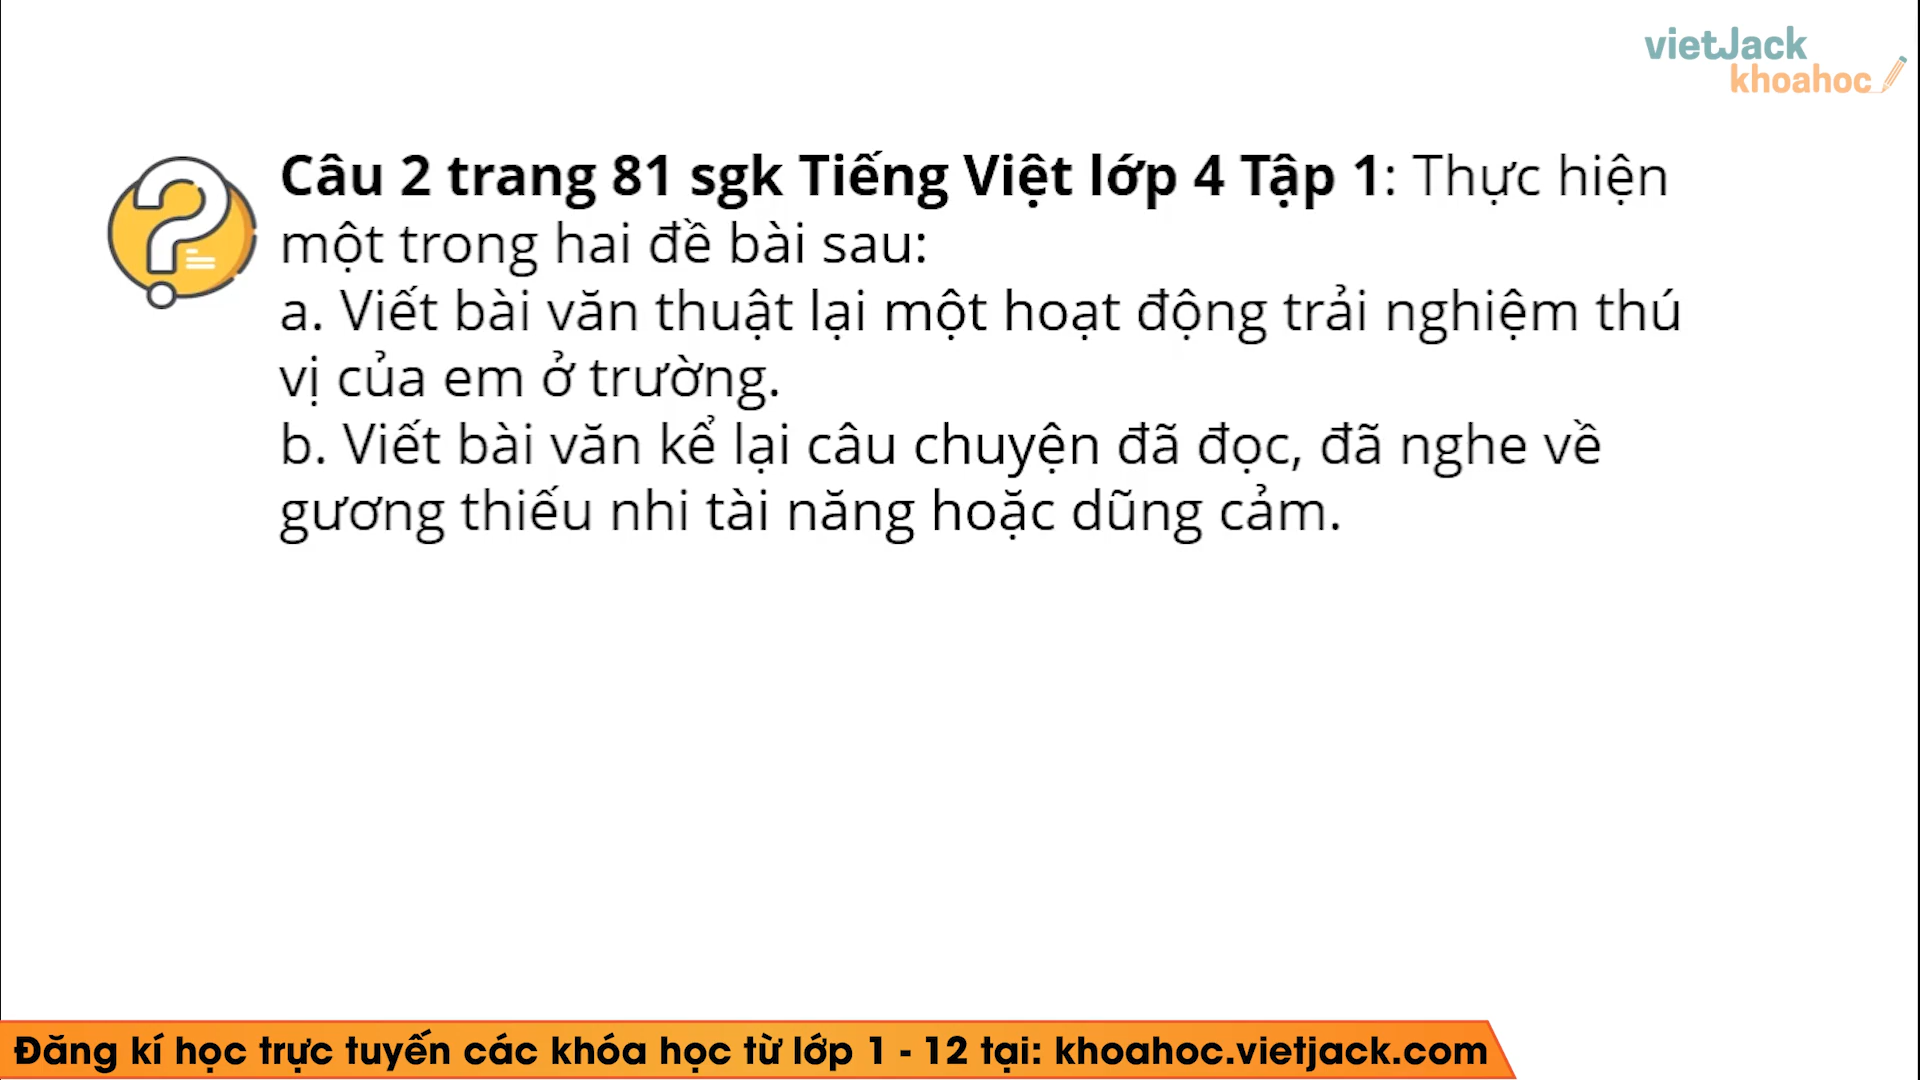 vietJack
khoahoc
Câu 2 trang 81 sgk Tiếng Việt lớp 4 Tập 1: Thực hiện
một trong hai đề bài sau:
a. Viết bài văn thuật lại một hoạt động trải nghiệm thú
vị của em ở trường.
b. Viết bài văn kể lại câu chuyện đã đọc, đã nghe về
gương thiếu nhi tài năng hoặc dũng cảm.
Đăng kí học trực tuyến các khóa học từ lớp 1 - 12 tại: khoahoc.vietjack.com